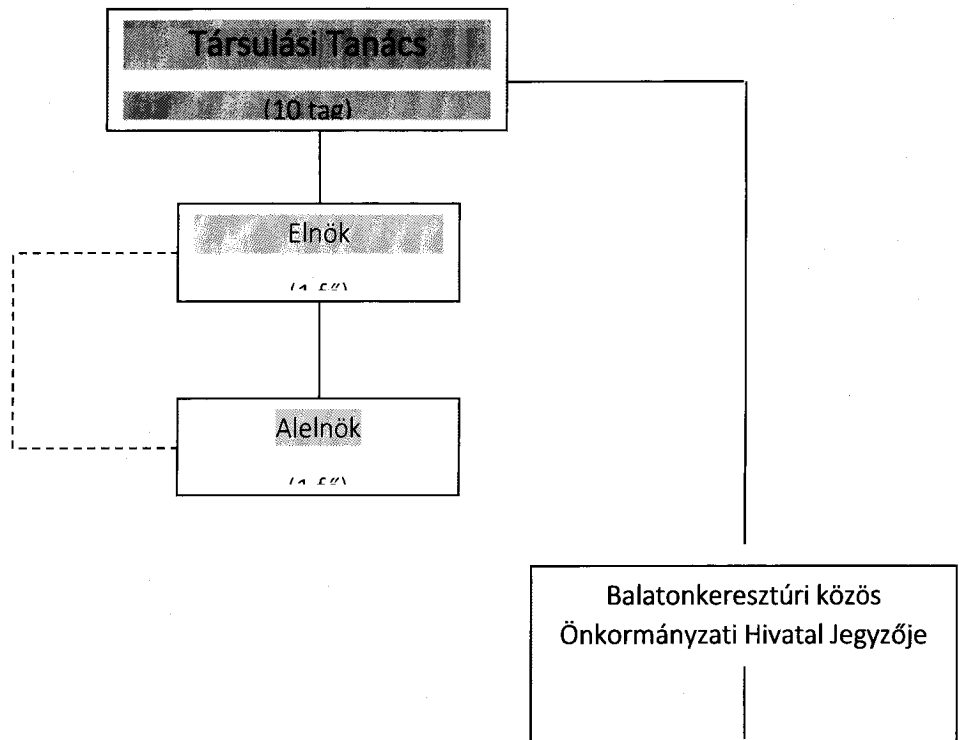 Társulási Tanács
(10 tag)
Elnök
Alelnök
Balatonkeresztúri közös
Önkormányzati Hivatal Jegyzője